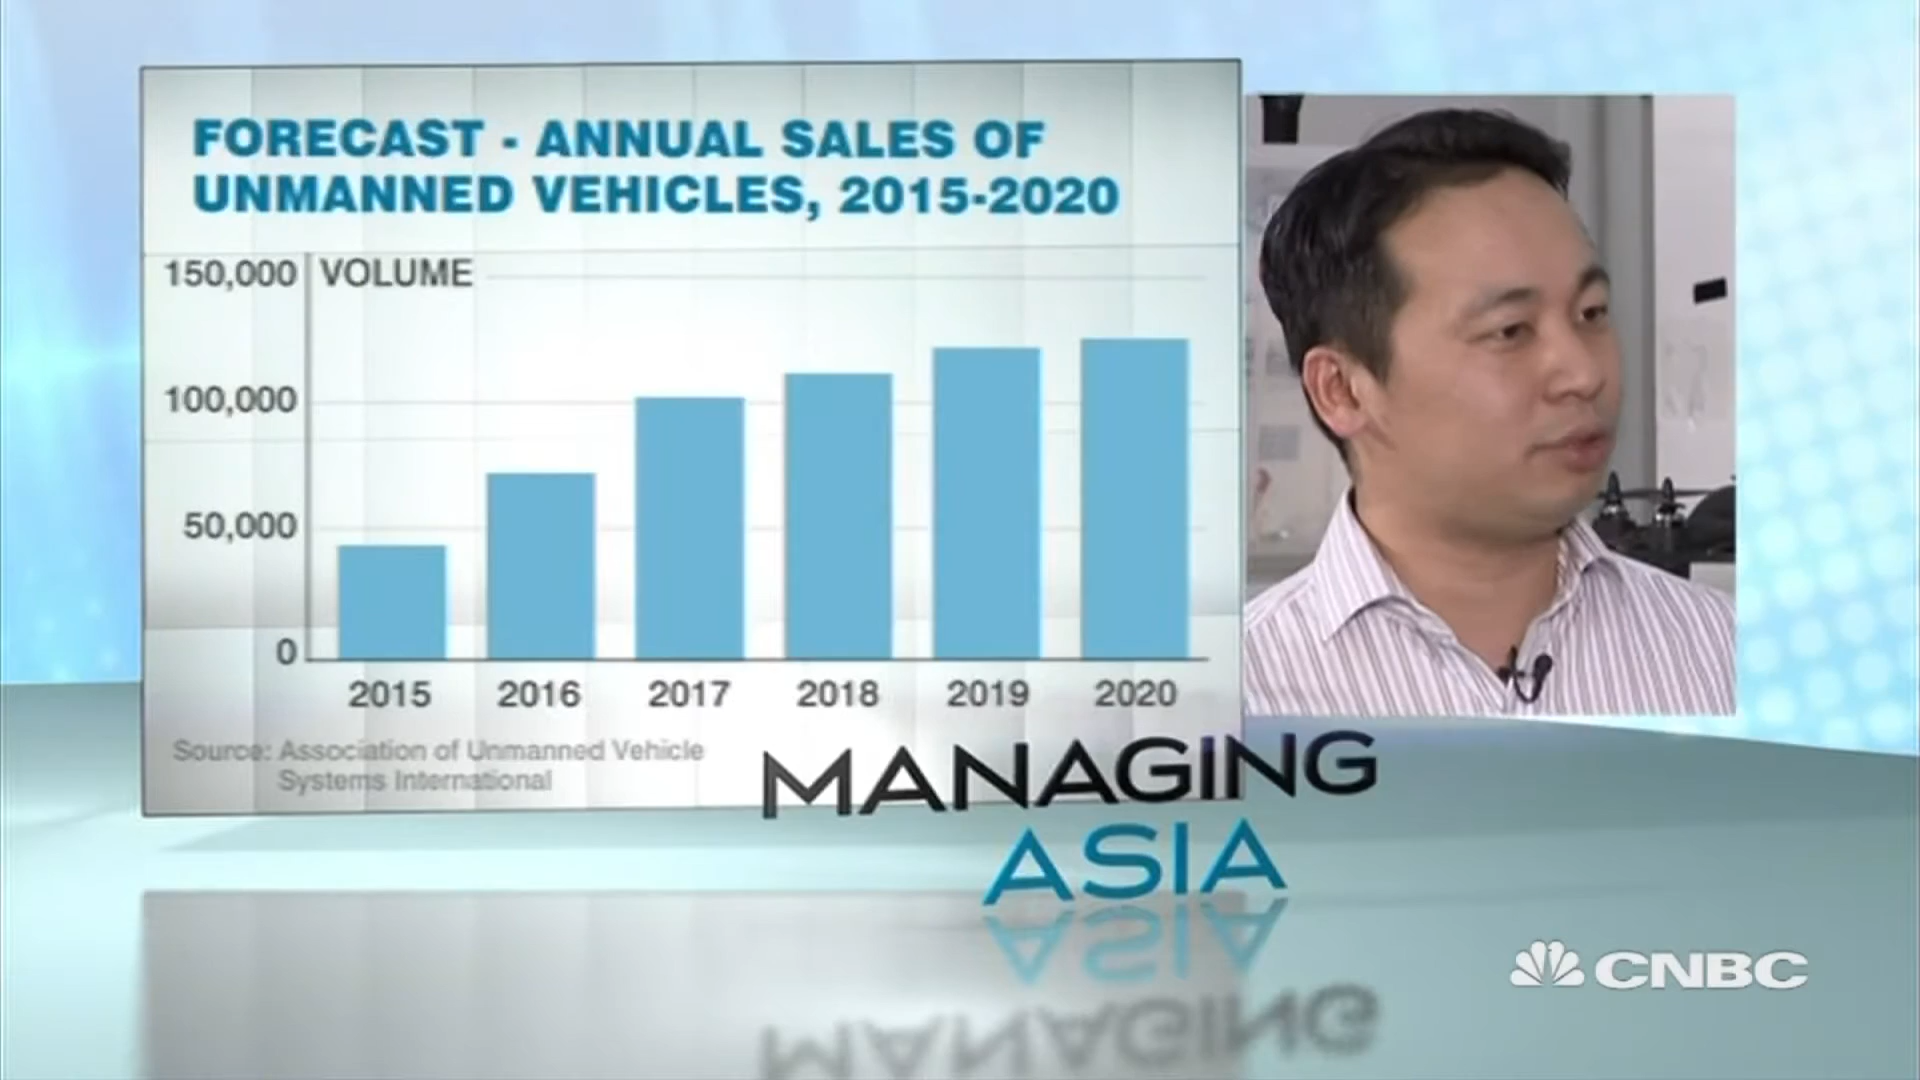 FORECAST - ANNUAL SALES OF
UNMANNED VEHICLES, 2015-2020
150,000 VOLUME
100,000
50,000
0
2015 2016 2017 2018 2019 2020
Source: Association of Unmanned Vehicle
Systems International
MANAGING
ASIA
CNBC